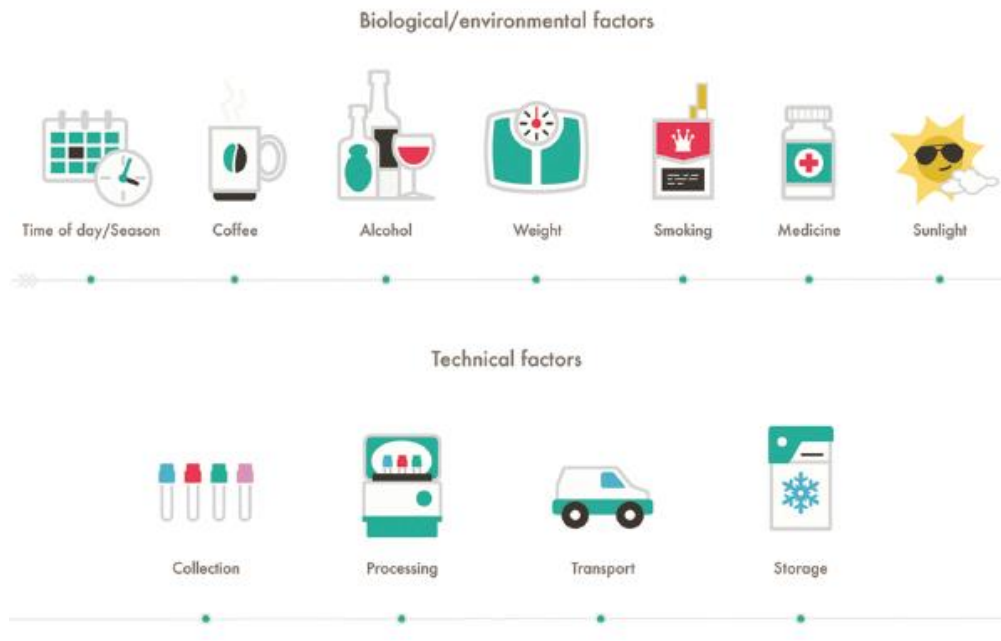 Biological/environmental factors
Time of day/Season
Coffee
Alcohol
Weight
Smoking
Medicine
Sunlight
Technical factors
Collection
Processing
Transport
Storage